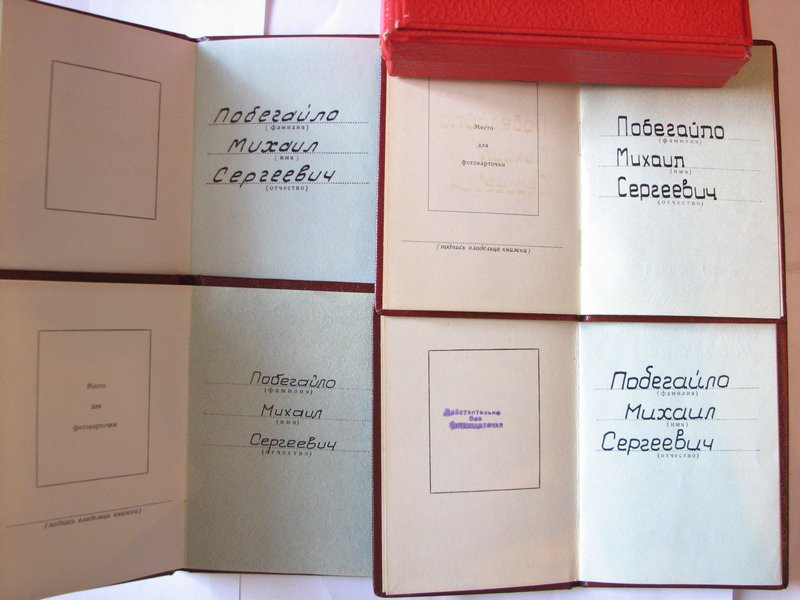 Побегайло
(фамилия)
Михаил
(имя)
Сергеевич
(отчество)
Место
для
фотокарточки
(подпись владельца книжки)
Побегайло
(фамилия)
Михаил
(имя)
Сергеевич
(отчество)
Место
для
фотокарточки
(подпись владельца книжки)
Побегайло
(фамилия)
Михаил
(имя)
Сергеевич
(отчество)
Действительно
без
фотокарточки
Побегайло
(фамилия)
Михаил
(имя)
Сергеевич
(отчество)